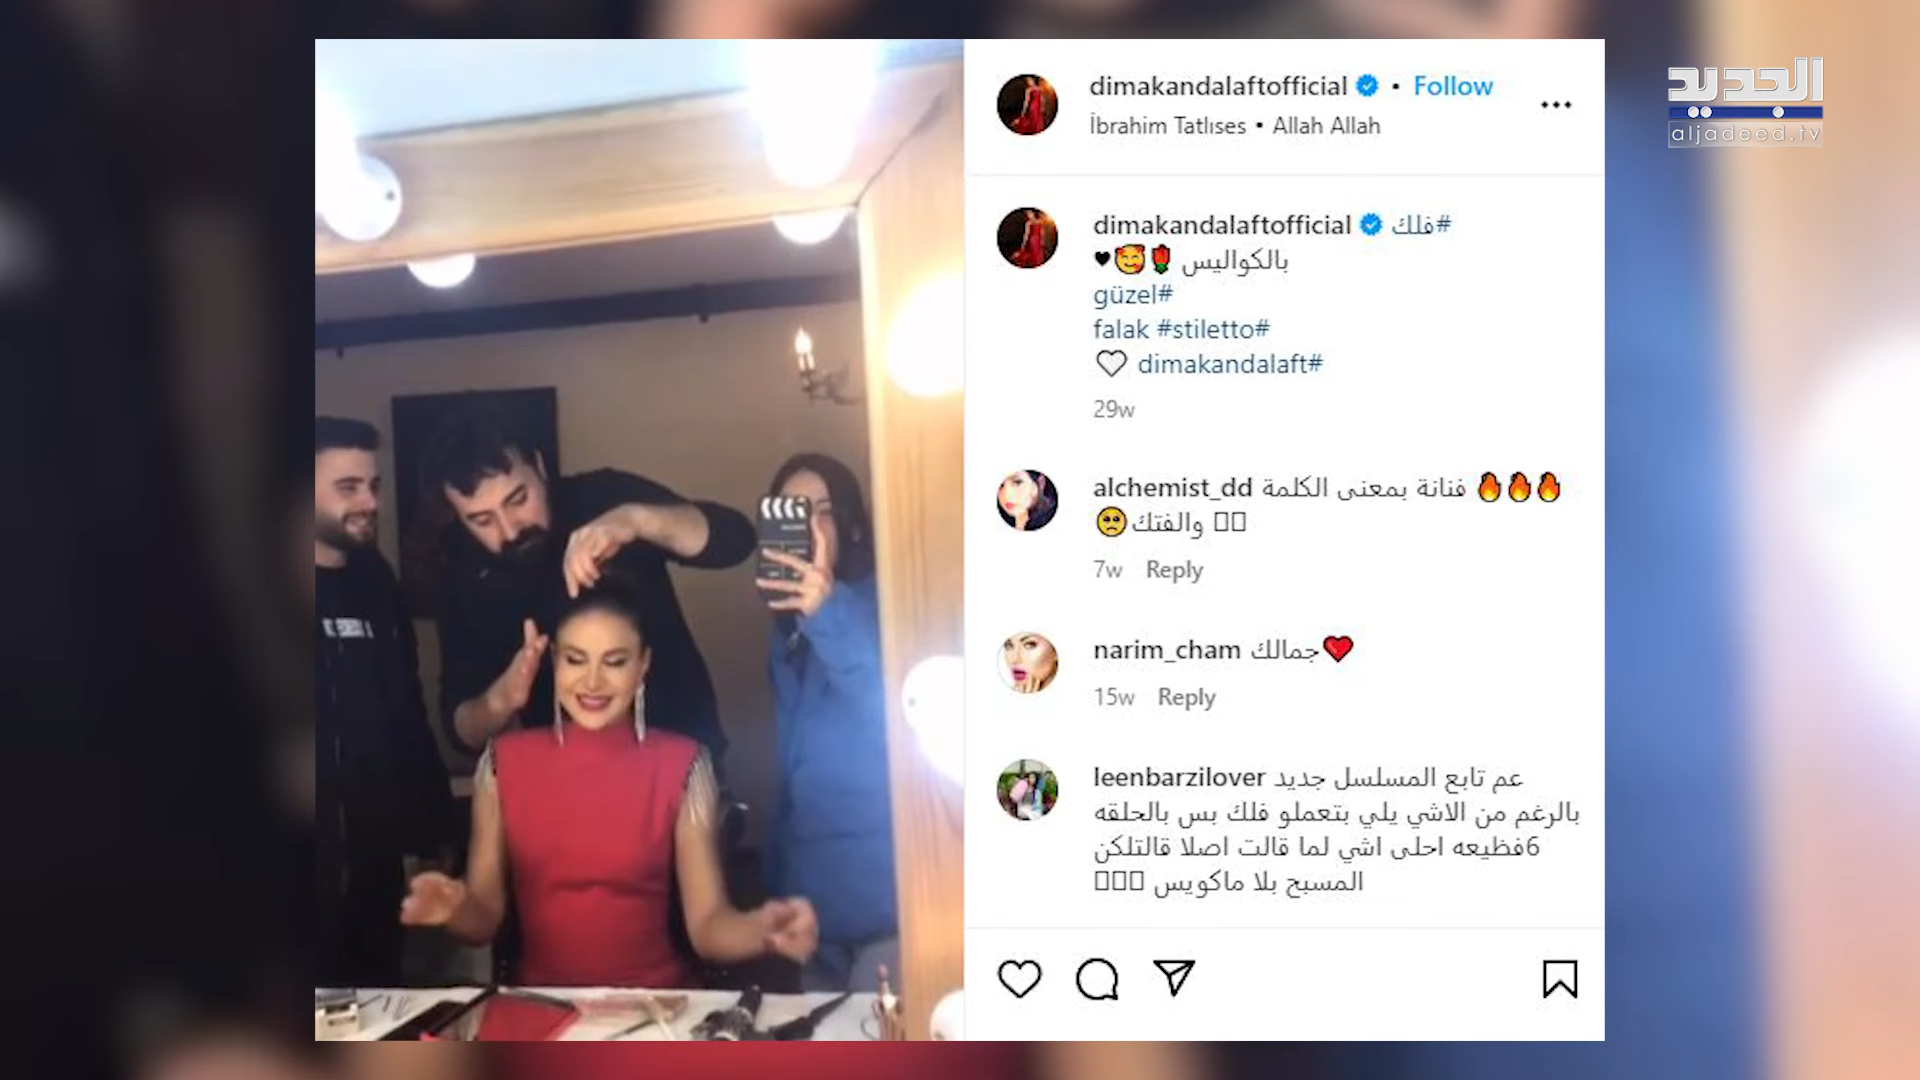 الجديد
aljadeed.tv
dimakandalaftofficial • Follow
İbrahim Tatlıses • Allah Allah
dimakandalaftofficial #فلك
بالكواليس 🌹🥰♥
güzel#
falak #stiletto#
🤍 dimakandalaft#
29w
alchemist_dd فنانة بمعنى الكلمة 🔥🔥🔥
والفتك🥺
7w Reply
narim_cham جمالك❤️
15w Reply
leenbarzilover عم تابع المسلسل جديد
بالرغم من الاشي يلي بتعملو فلك بس بالحلقه
6فظيعه احلى اشي لما قالت اصلا قالتلكن
المسبح بلا ماكويس